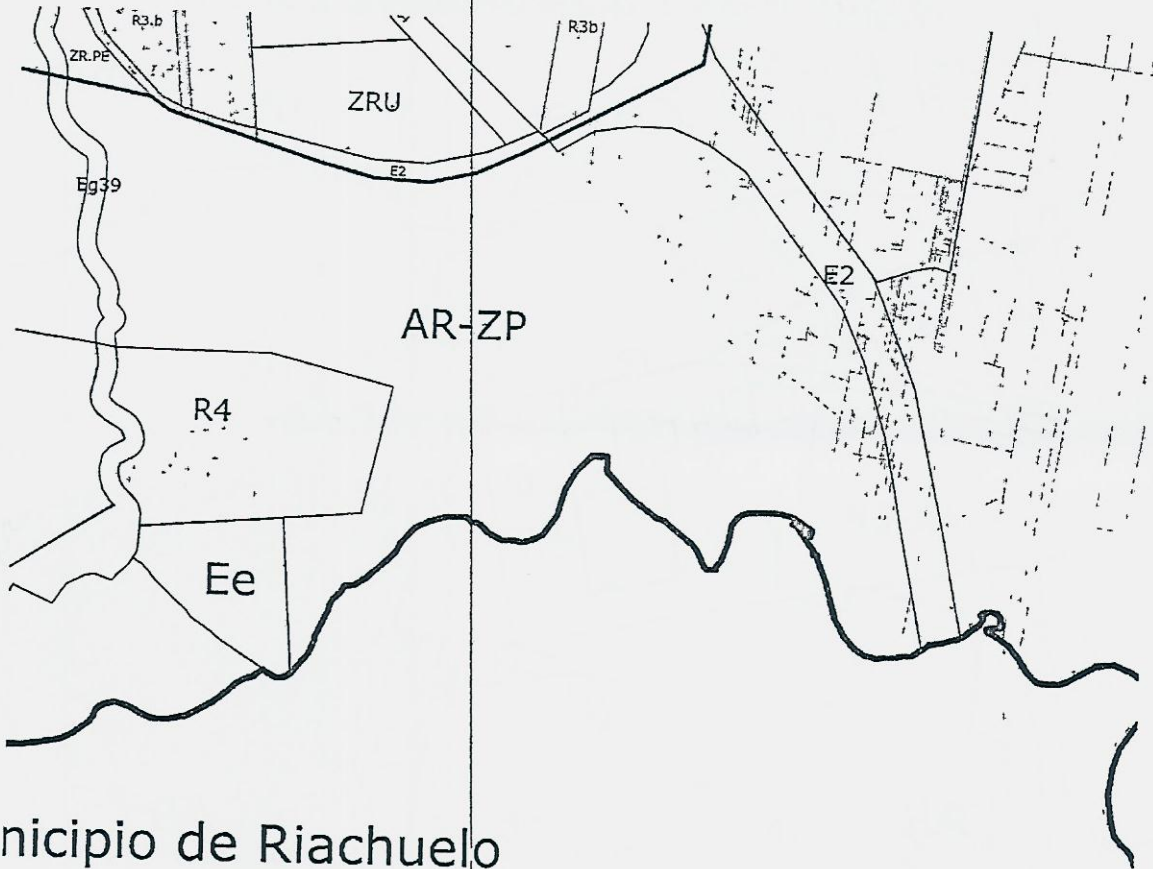 R3.b
R3b
ZR.PE
ZRU
E2
Eg39
E2
AR-ZP
R4
Ee
nicipio de Riachuelo